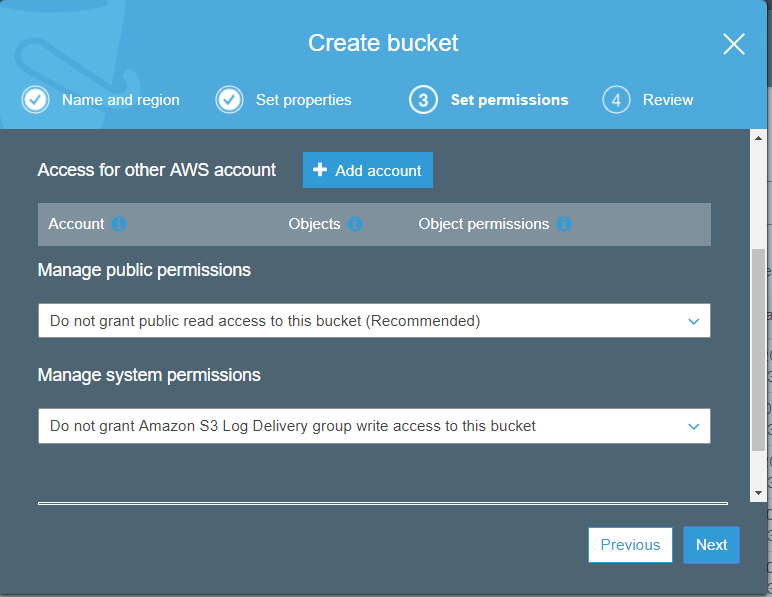 Create bucket
Name and region Set properties 3 Set permissions 4 Review
Access for other AWS account Add account
Account Objects Object permissions
Manage public permissions
Do not grant public read access to this bucket (Recommended)
Manage system permissions
Do not grant Amazon S3 Log Delivery group write access to this bucket
Previous Next